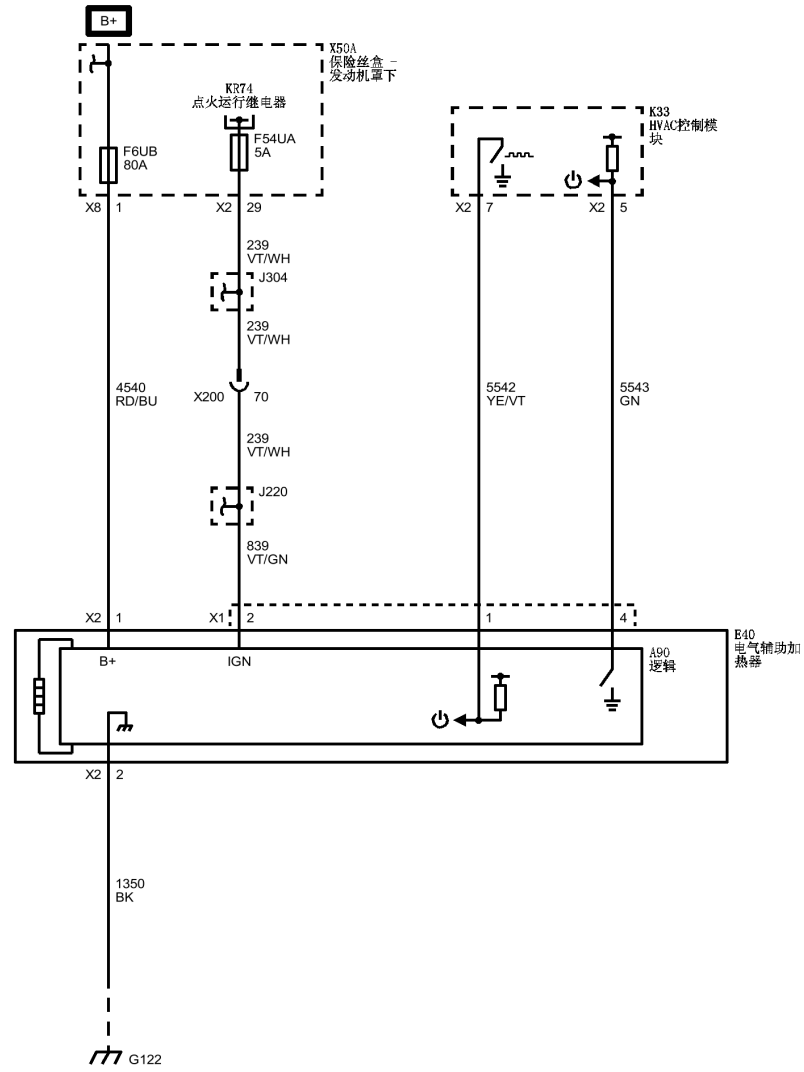 B+
X50A
保险丝盒 -
发动机罩下
KR74
点火运行继电器
K33
HVAC控制模
块
F54UA
5A
F6UB
80A
X8 1
X2 29
X2 7
X2 5
239
VT/WH
J304
239
VT/WH
4540
RD/BU
X200 70
5542
YE/VT
5543
GN
239
VT/WH
J220
839
VT/GN
X2 1
X1 2
1
4
E40
电气辅助加
热器
B+
IGN
A90
逻辑
X2 2
1350
BK
G122